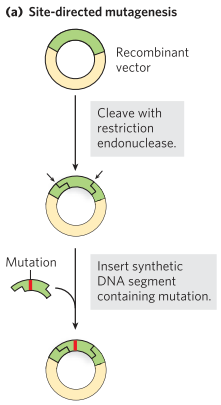 (a) Site-directed mutagenesis
Recombinant
vector
Cleave with
restriction
endonuclease.
Mutation
Insert synthetic
DNA segment
containing mutation.